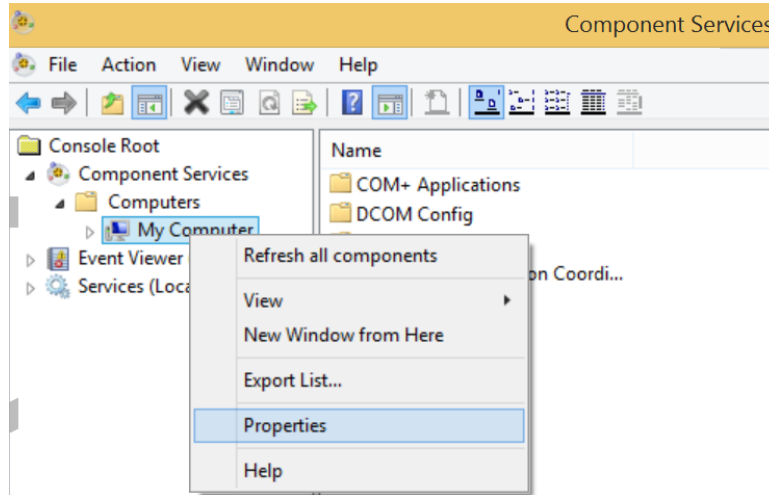 Component Services
File Action View Window Help
Console Root
Component Services
Computers
My Computer
Event Viewer
Services (Loca
Name
COM+ Applications
DCOM Config
on Coordi...
Refresh all components
View
New Window from Here
Export List...
Properties
Help